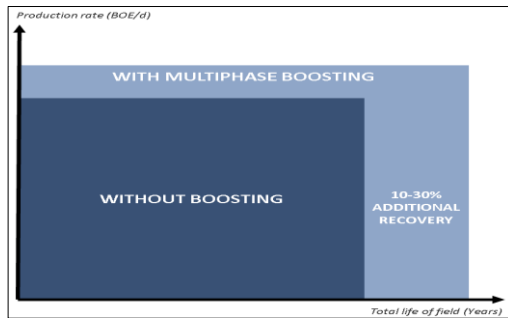 Production rate (BOE/d)
WITH MULTIPHASE BOOSTING
WITHOUT BOOSTING
10-30%
ADDITIONAL
RECOVERY
Total life of field (Years)